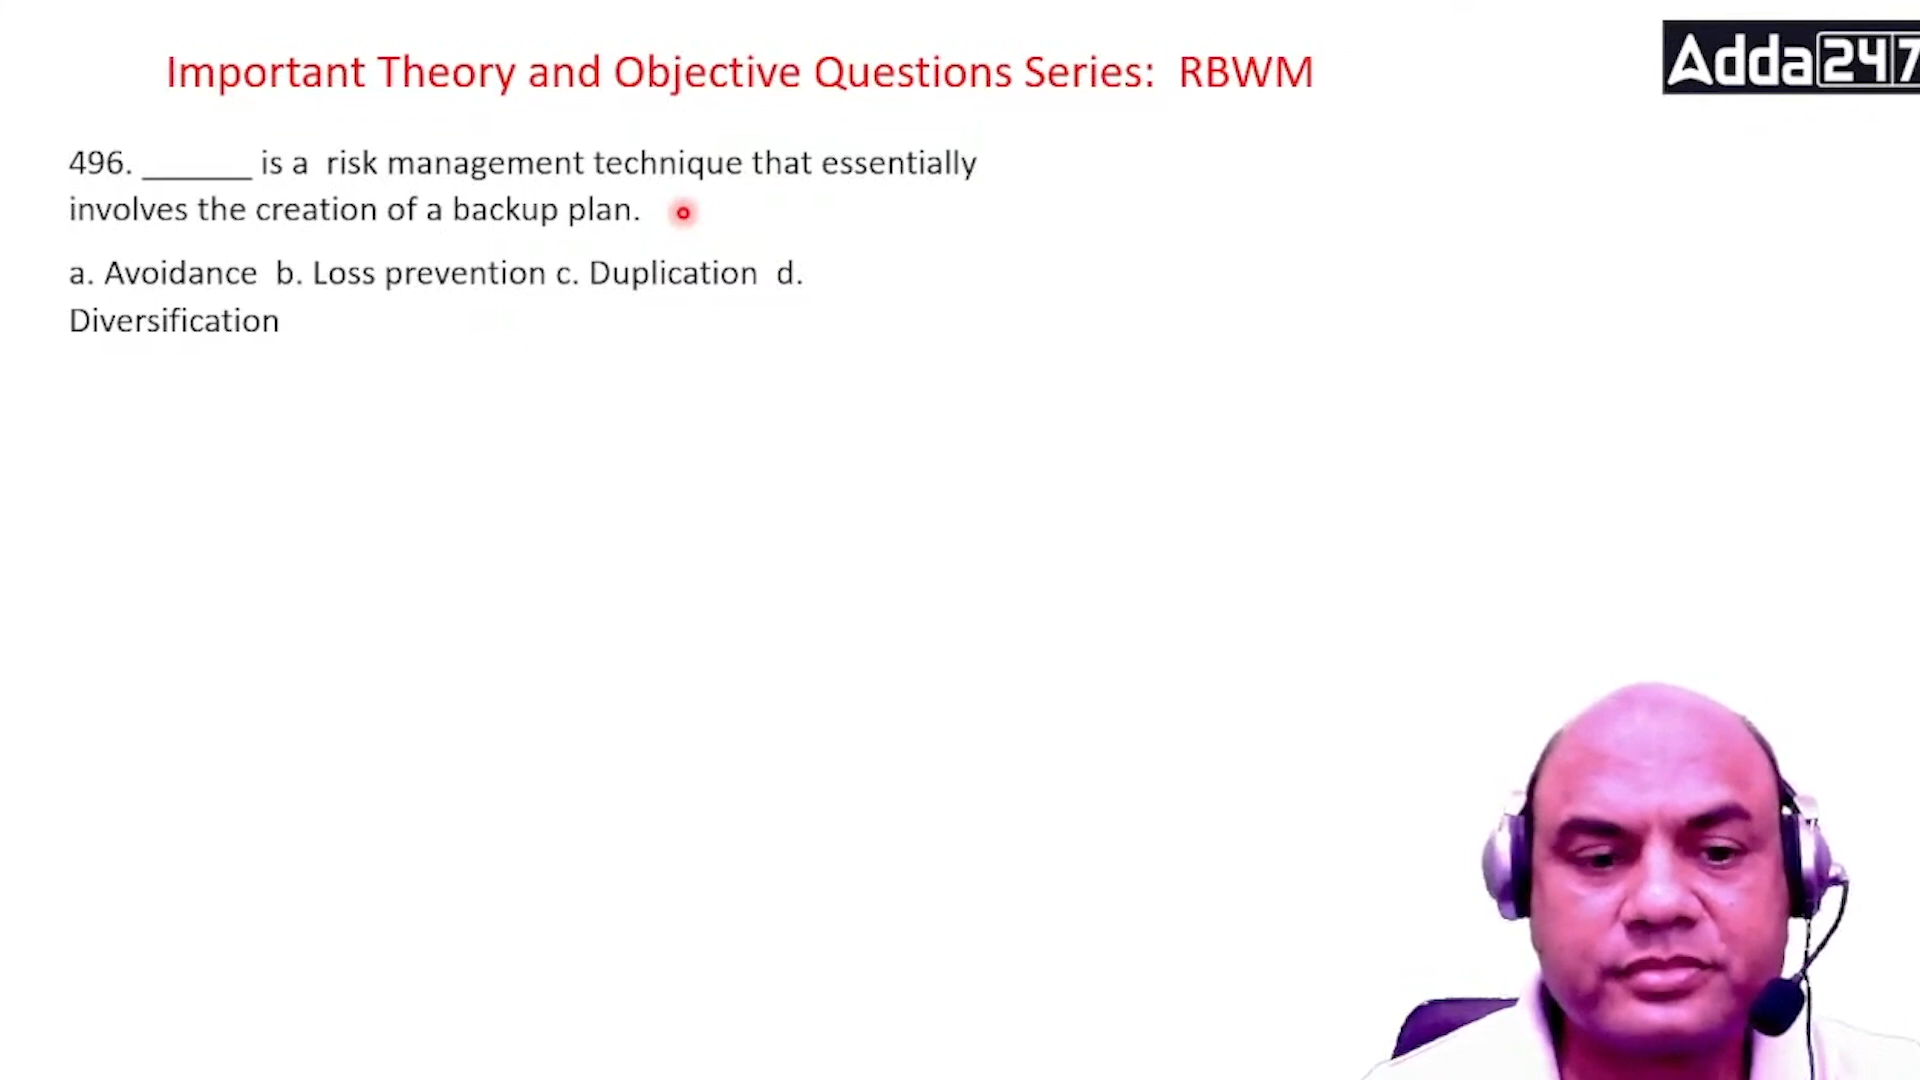 Important Theory and Objective Questions Series:  RBWM
Adda247
496. ______ is a  risk management technique that essentially
involves the creation of a backup plan.
a. Avoidance  b. Loss prevention c. Duplication  d.
Diversification